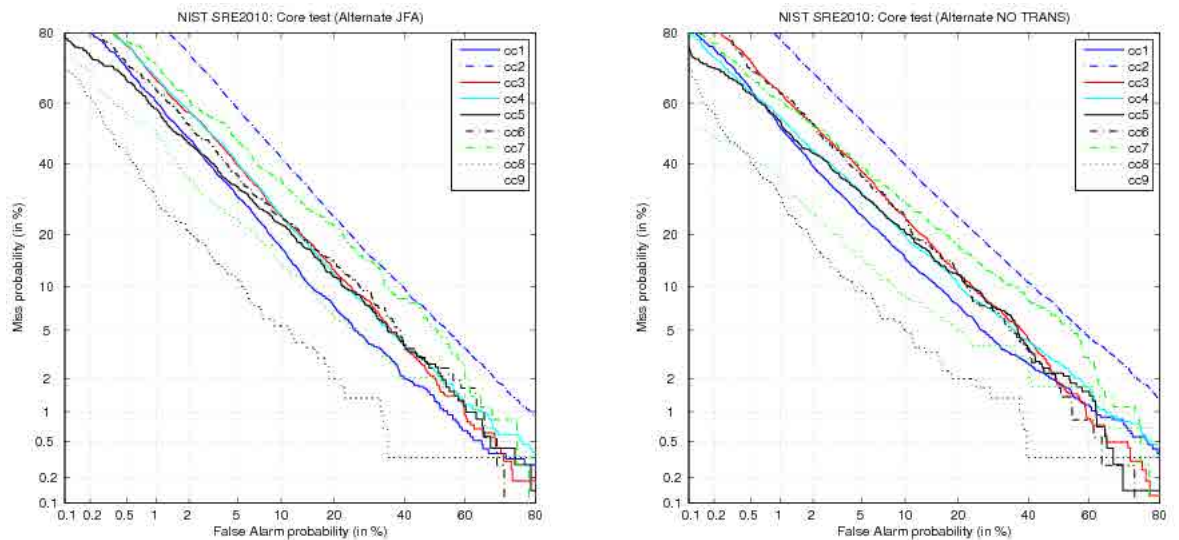 NIST SRE2010: Core test (Alternate JFA)
80
60
40
20
10
5
2
1
0.5
0.2
0.1
Miss probability (in %)
cc1
cc2
cc3
cc4
cc5
cc6
cc7
cc8
cc9
0.1 0.2 0.5 1 2 5 10 20 40 60 80
False Alarm probability (in %)
NIST SRE2010: Core test (Alternate NO TRANS)
80
60
40
20
10
5
2
1
0.5
0.2
0.1
Miss probability (in %)
cc1
cc2
cc3
cc4
cc5
cc6
cc7
cc8
cc9
0.1 0.2 0.5 1 2 5 10 20 40 60 80
False Alarm probability (in %)